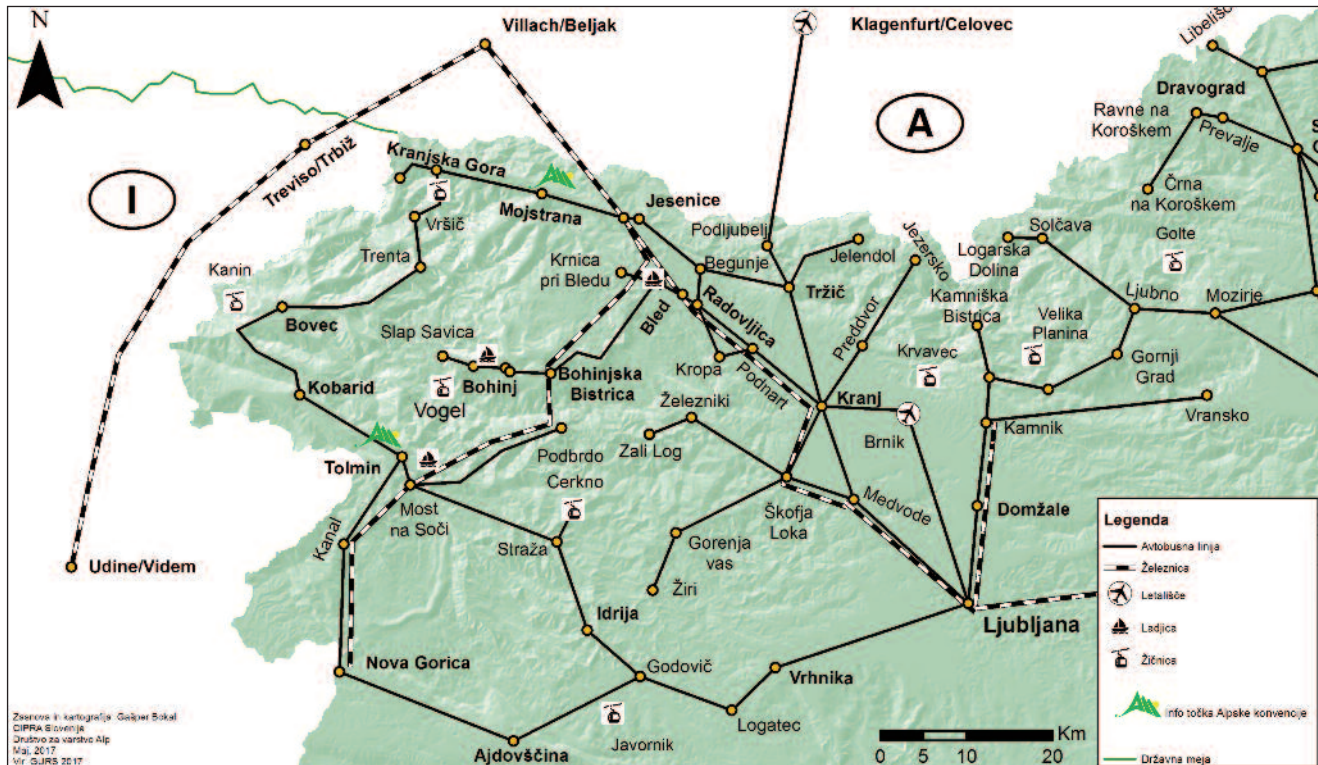 N
Villach/Beljak
Klagenfurt/Celovec
Libelišo
Dravograd
Ravne na
Koroškem
Prevalje
S
A
I
Treviso/Trbiž
Kranjska Gora
Mojstrana
Jesenice
Podljubelj
Jelendol
Jezersko
Črna
na Koroškem
Solčava
Logarska
Dolina
Golte
Vršič
Trenta
Krnica
pri Bledu
Begunje
Tržič
Kanin
Bovec
Bled
Radovljica
Preddvor
Kamniška
Bistrica
Velika
Planina
Ljubno
Mozirje
Slap Savica
Kobarid
Bohinj
Vogel
Bohinjska
Bistrica
Kropa
Podnart
Krvavec
Gornji
Grad
Železniki
Kranj
Vransko
Tolmin
Podbrdo
Zali Log
Brnik
Kamnik
Cerkno
Most
na Soči
Škofja
Loka
Medvode
Domžale
Kanal
Straža
Gorenja
vas
Žiri
Idrija
Ljubljana
Udine/Videm
Nova Gorica
Godovič
Vrhnika
Logatec
Javornik
Ajdovščina
Legenda
Avtobusna linija
Železnica
Letališče
Ladjica
Žičnica
Info točka Alpske konvencije
Državna meja
0 5 10 20 Km
Zasnova in kartografija: Gašper Bokal
CIPRA Slovenije
Društvo za varstvo Alp
Maj, 2017
Vir: GURS 2017